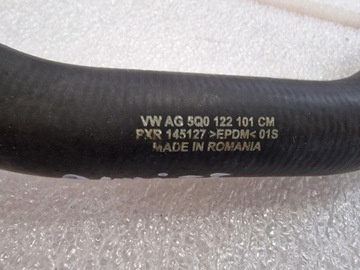 VW AG 5Q0 122 101 CM
PXR 145127 >EPDM< 01S
MADE IN ROMANIA